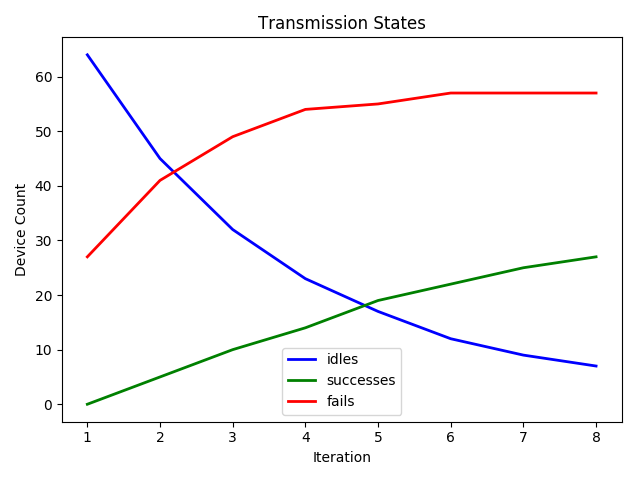 Transmission States
Device Count
60
50
40
30
20
10
0
idles
successes
fails
1 2 3 4 5 6 7 8
Iteration